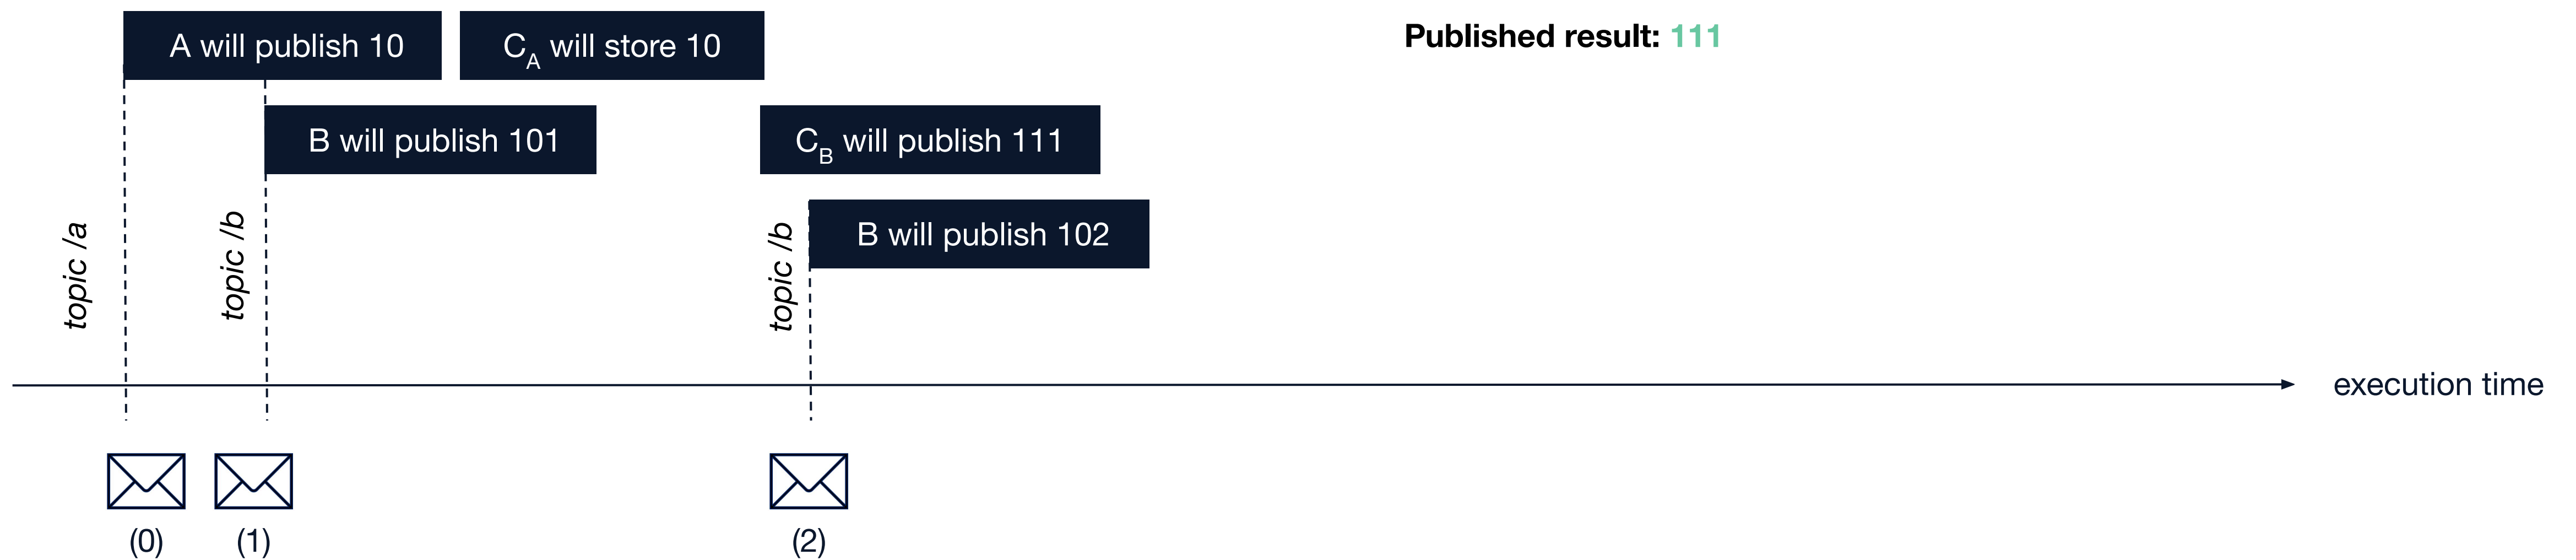 A will publish 10
C_A will store 10
Published result: 111
B will publish 101
C_B will publish 111
B will publish 102
topic /a
topic /b
topic /b
execution time
(0)
(1)
(2)